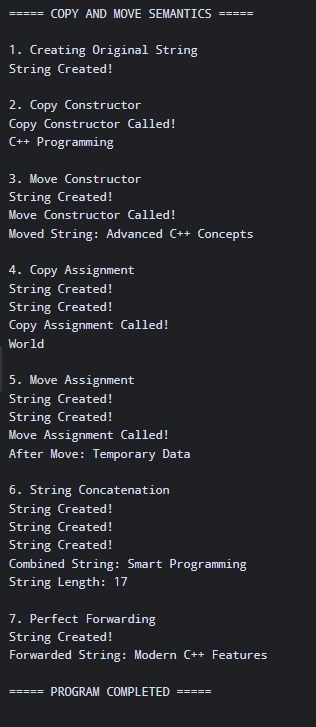 ===== COPY AND MOVE SEMANTICS =====
1. Creating Original String
String Created!
2. Copy Constructor
Copy Constructor Called!
C++ Programming
3. Move Constructor
String Created!
Move Constructor Called!
Moved String: Advanced C++ Concepts
4. Copy Assignment
String Created!
String Created!
Copy Assignment Called!
World
5. Move Assignment
String Created!
String Created!
Move Assignment Called!
After Move: Temporary Data
6. String Concatenation
String Created!
String Created!
String Created!
Combined String: Smart Programming
String Length: 17
7. Perfect Forwarding
String Created!
Forwarded String: Modern C++ Features
===== PROGRAM COMPLETED =====